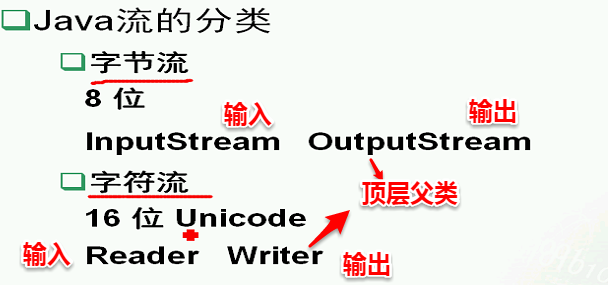 Java流的分类
字节流
8 位
输入 输出
InputStream OutputStream
字符流
顶层父类
16 位 Unicode
输入 Reader Writer 输出